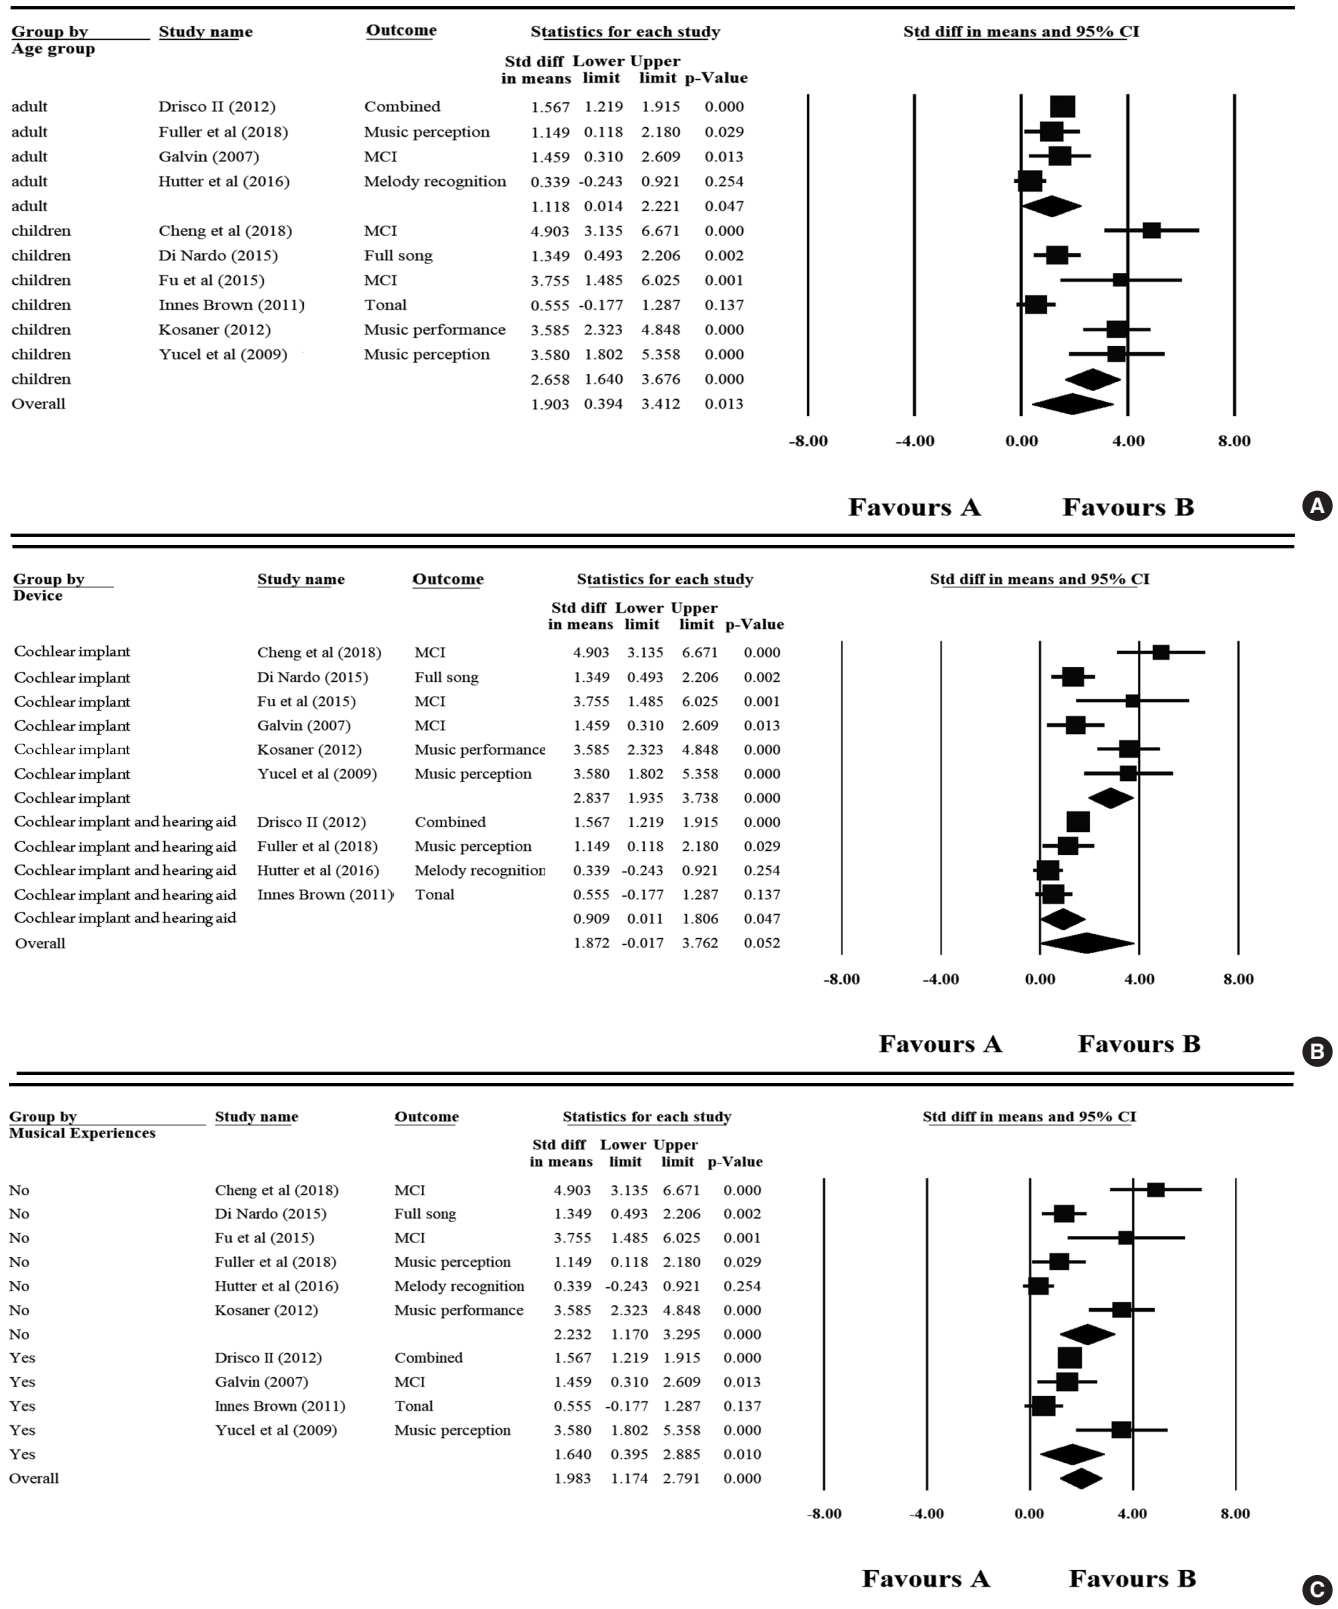 Group by Study name Outcome Statistics for each study Std diff in means and 95% CI
Age group
Std diff Lower Upper
in means limit limit p-Value
adult Drisco II (2012) Combined 1.567 1.219 1.915 0.000
adult Fuller et al (2018) Music perception 1.149 0.118 2.180 0.029
adult Galvin (2007) MCI 1.459 0.310 2.609 0.013
adult Hutter et al (2016) Melody recognition 0.339 -0.243 0.921 0.254
adult 1.118 0.014 2.221 0.047
children Cheng et al (2018) MCI 4.903 3.135 6.671 0.000
children Di Nardo (2015) Full song 1.349 0.493 2.206 0.002
children Fu et al (2015) MCI 3.755 1.485 6.025 0.001
children Innes Brown (2011) Tonal 0.555 -0.177 1.287 0.137
children Kosaner (2012) Music performance 3.585 2.323 4.848 0.000
children Yucel et al (2009) Music perception 3.580 1.802 5.358 0.000
children 2.658 1.640 3.676 0.000
Overall 1.903 0.394 3.412 0.013
-8.00 -4.00 0.00 4.00 8.00
Favours A Favours B A
Group by Study name Outcome Statistics for each study Std diff in means and 95% CI
Device
Std diff Lower Upper
in means limit limit p-Value
Cochlear implant Cheng et al (2018) MCI 4.903 3.135 6.671 0.000
Cochlear implant Di Nardo (2015) Full song 1.349 0.493 2.206 0.002
Cochlear implant Fu et al (2015) MCI 3.755 1.485 6.025 0.001
Cochlear implant Galvin (2007) MCI 1.459 0.310 2.609 0.013
Cochlear implant Kosaner (2012) Music performance 3.585 2.323 4.848 0.000
Cochlear implant Yucel et al (2009) Music perception 3.580 1.802 5.358 0.000
Cochlear implant 2.837 1.935 3.738 0.000
Cochlear implant and hearing aid Drisco II (2012) Combined 1.567 1.219 1.915 0.000
Cochlear implant and hearing aid Fuller et al (2018) Music perception 1.149 0.118 2.180 0.029
Cochlear implant and hearing aid Hutter et al (2016) Melody recognition 0.339 -0.243 0.921 0.254
Cochlear implant and hearing aid Innes Brown (2011) Tonal 0.555 -0.177 1.287 0.137
Cochlear implant and hearing aid 0.909 0.011 1.806 0.047
Overall 1.872 -0.017 3.762 0.052
-8.00 -4.00 0.00 4.00 8.00
Favours A Favours B B
Group by Study name Outcome Statistics for each study Std diff in means and 95% CI
Musical Experiences
Std diff Lower Upper
in means limit limit p-Value
No Cheng et al (2018) MCI 4.903 3.135 6.671 0.000
No Di Nardo (2015) Full song 1.349 0.493 2.206 0.002
No Fu et al (2015) MCI 3.755 1.485 6.025 0.001
No Fuller et al (2018) Music perception 1.149 0.118 2.180 0.029
No Hutter et al (2016) Melody recognition 0.339 -0.243 0.921 0.254
No Kosaner (2012) Music performance 3.585 2.323 4.848 0.000
No 2.232 1.170 3.295 0.000
Yes Drisco II (2012) Combined 1.567 1.219 1.915 0.000
Yes Galvin (2007) MCI 1.459 0.310 2.609 0.013
Yes Innes Brown (2011) Tonal 0.555 -0.177 1.287 0.137
Yes Yucel et al (2009) Music perception 3.580 1.802 5.358 0.000
Yes 1.640 0.395 2.885 0.010
Overall 1.983 1.174 2.791 0.000
-8.00 -4.00 0.00 4.00 8.00
Favours A Favours B C